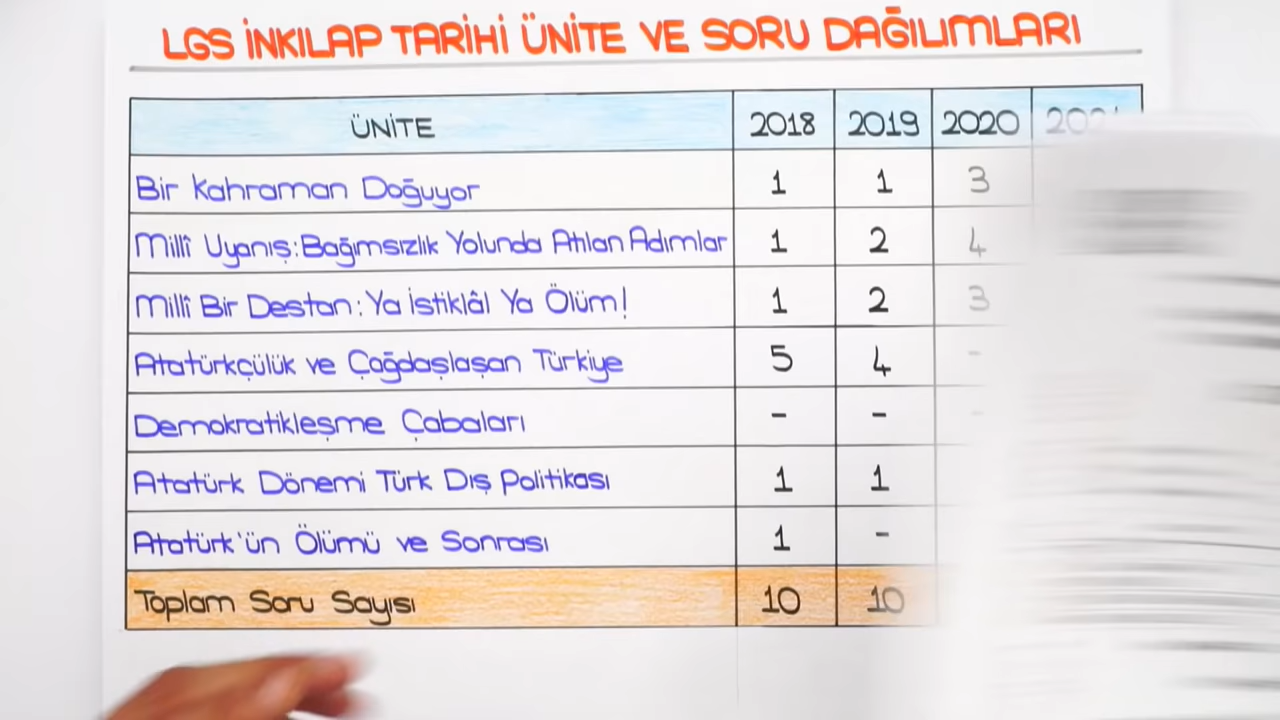 LGS İNKILAP TARİHİ ÜNİTE VE SORU DAĞILIMLARI
ÜNİTE 2018 2019 2020
Bir Kahraman Doğuyor 1 1 3
Millî Uyanış: Bağımsızlık Yolunda Atılan Adımlar 1 2 4
Millî Bir Destan: Ya İstiklâl Ya Ölüm! 1 2 3
Atatürkçülük ve Çağdaşlaşan Türkiye 5 4 -
Demokratikleşme Çabaları - - -
Atatürk Dönemi Türk Dış Politikası 1 1
Atatürk'ün Ölümü ve Sonrası 1 -
Toplam Soru Sayısı 10 10